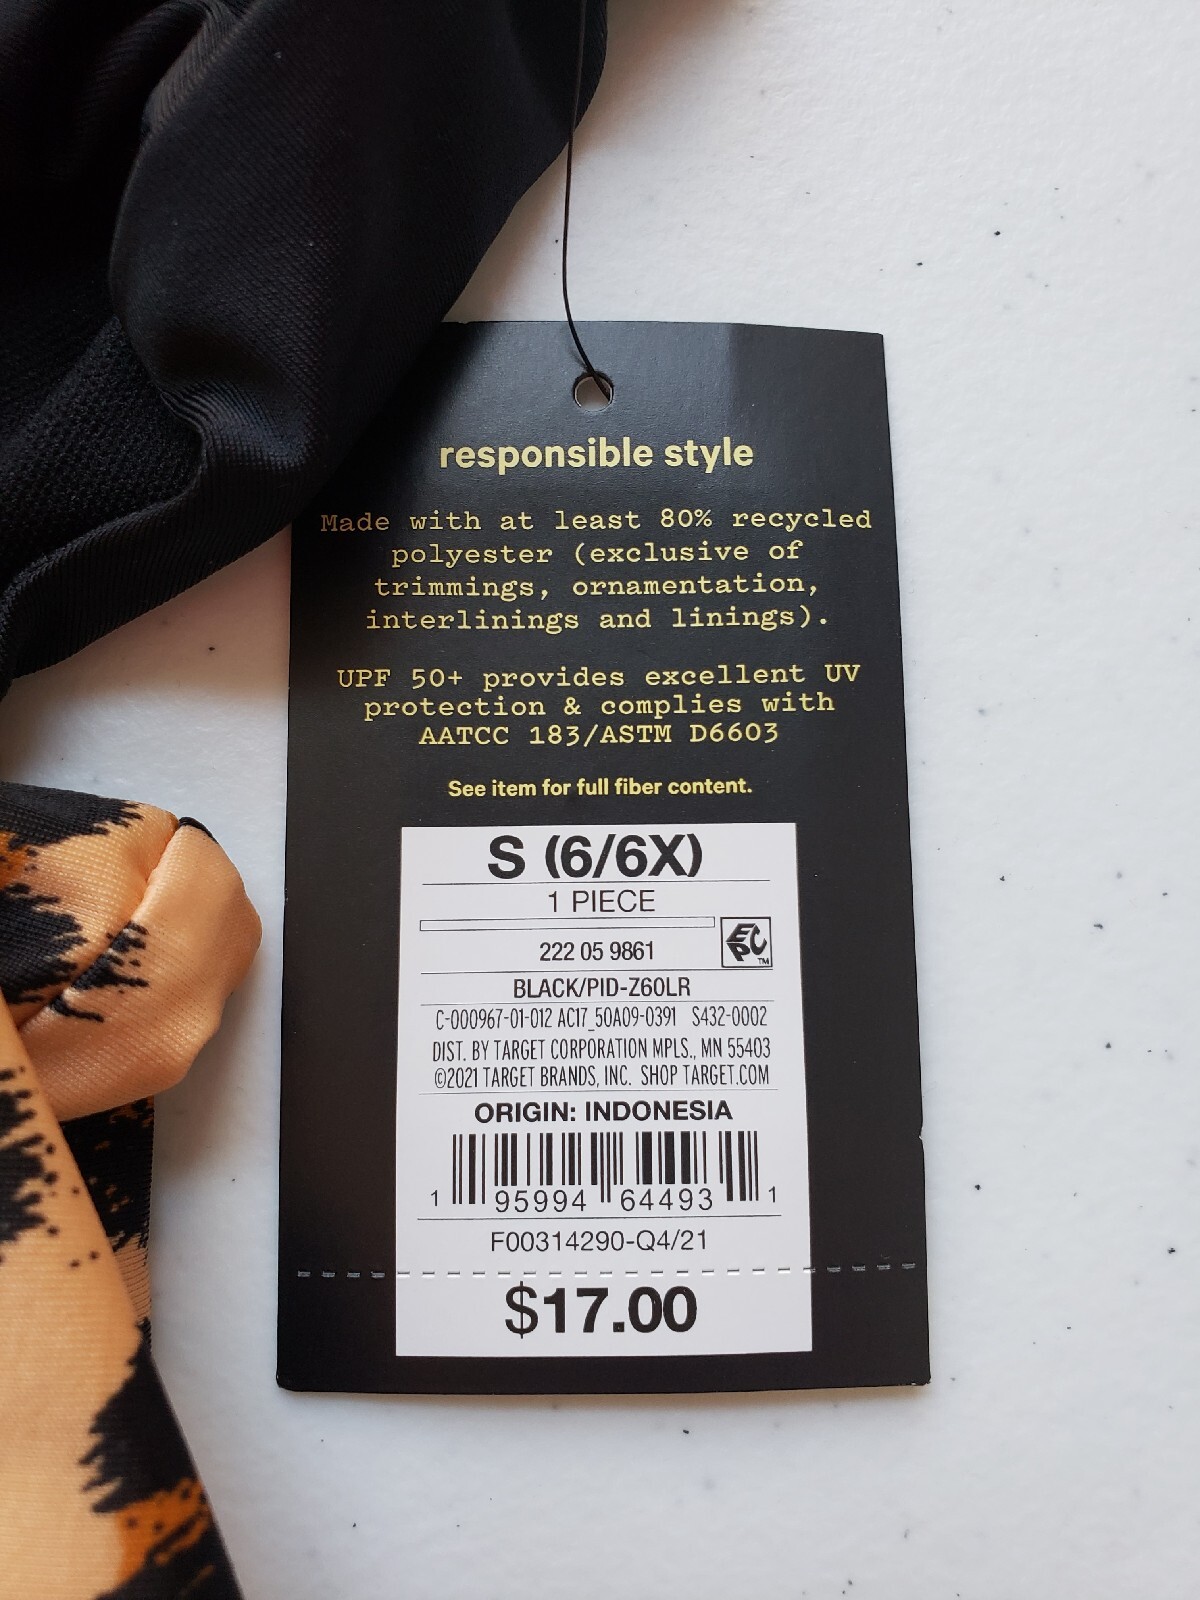 responsible style
Made with at least 80% recycled
polyester (exclusive of
trimmings, ornamentation,
interlinings and linings).
UPF 50+ provides excellent UV
protection & complies with
AATCC 183/ASTM D6603
See item for full fiber content.
S (6/6X)
1 PIECE
222 05 9861
EPC™
BLACK/PID-Z60LR
C-000967-01-012 AC17_50A09-0391 S432-0002
DIST. BY TARGET CORPORATION MPLS., MN 55403
©2021 TARGET BRANDS, INC. SHOP TARGET.COM
ORIGIN: INDONESIA
1 95994 64493 1
F00314290-Q4/21
$17.00